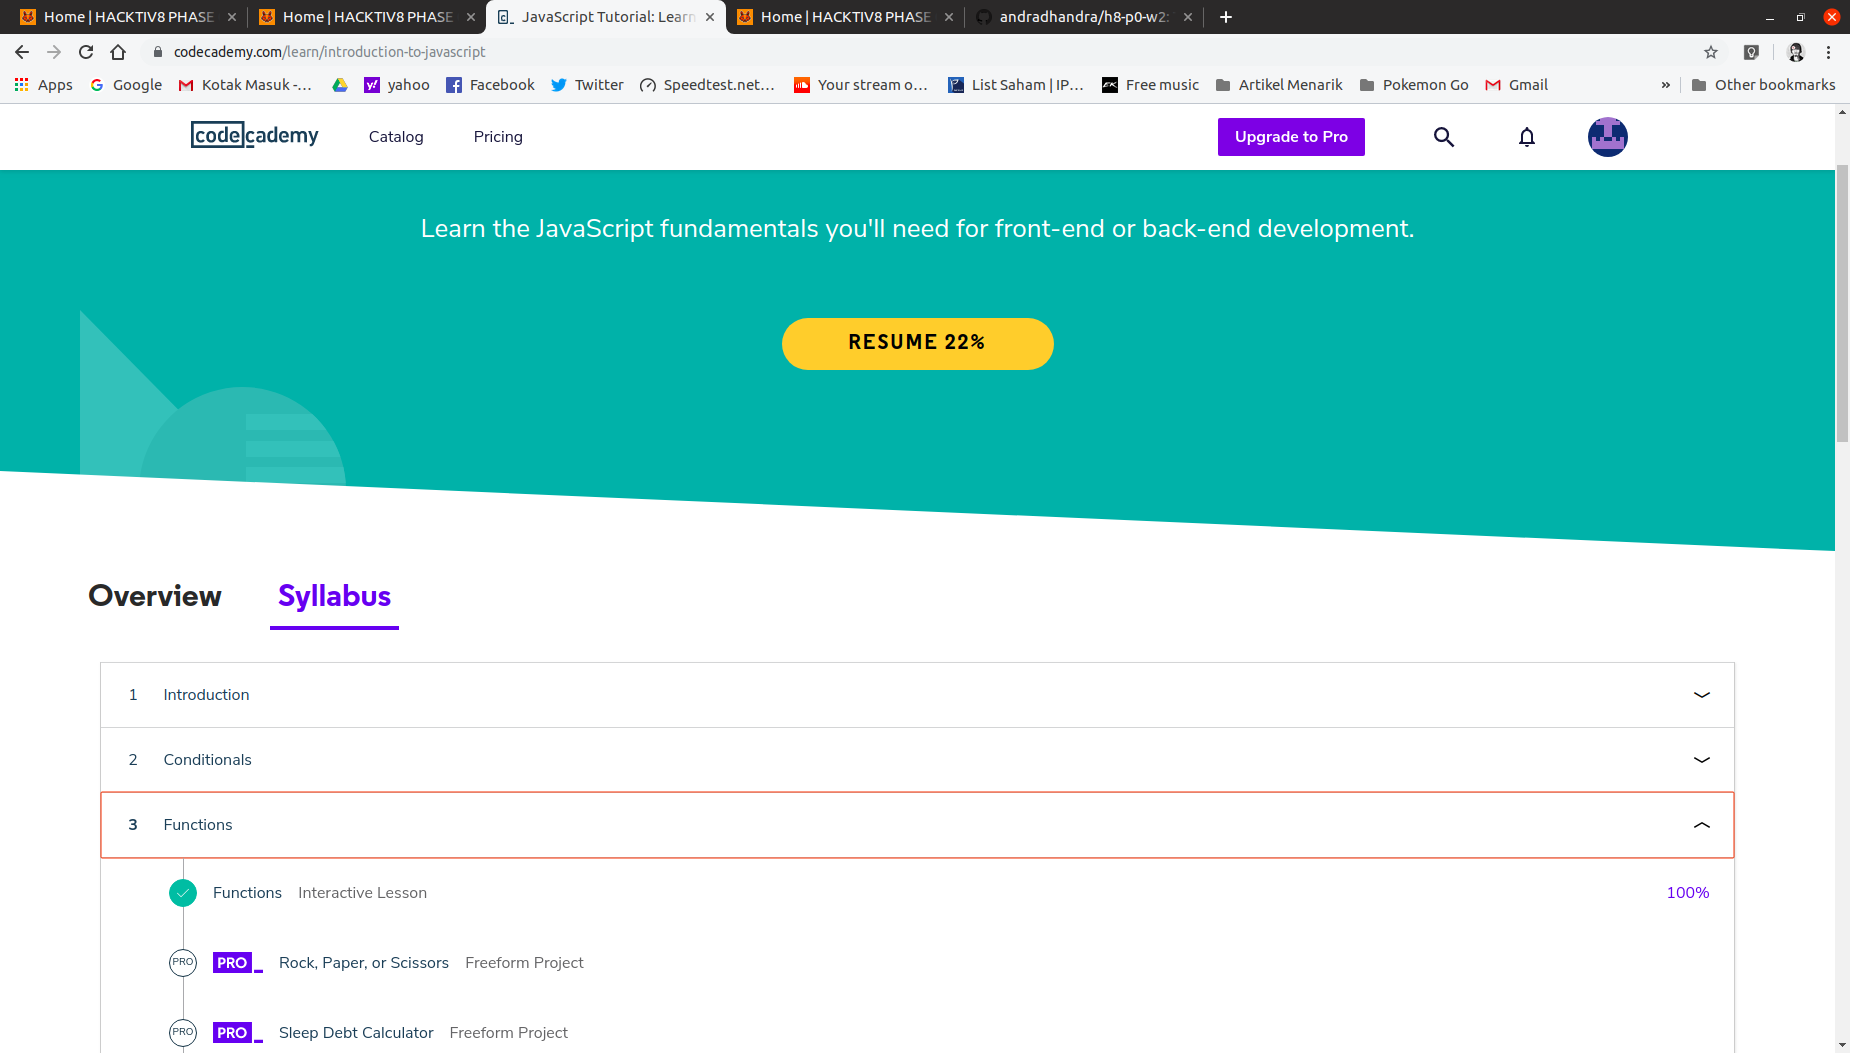 Home | HACKTIV8 PHASE
Home | HACKTIV8 PHASE
JavaScript Tutorial: Learn
Home | HACKTIV8 PHASE
andradhandra/h8-p0-w2:
codecademy.com/learn/introduction-to-javascript
Apps Google Kotak Masuk -... yahoo Facebook Twitter Speedtest.net... Your stream o... List Saham | IP... Free music Artikel Menarik Pokemon Go Gmail » Other bookmarks
codecademy Catalog Pricing Upgrade to Pro
Learn the JavaScript fundamentals you'll need for front-end or back-end development.
RESUME 22%
Overview Syllabus
1 Introduction
2 Conditionals
3 Functions
Functions Interactive Lesson 100%
PRO PRO_ Rock, Paper, or Scissors Freeform Project
PRO PRO_ Sleep Debt Calculator Freeform Project